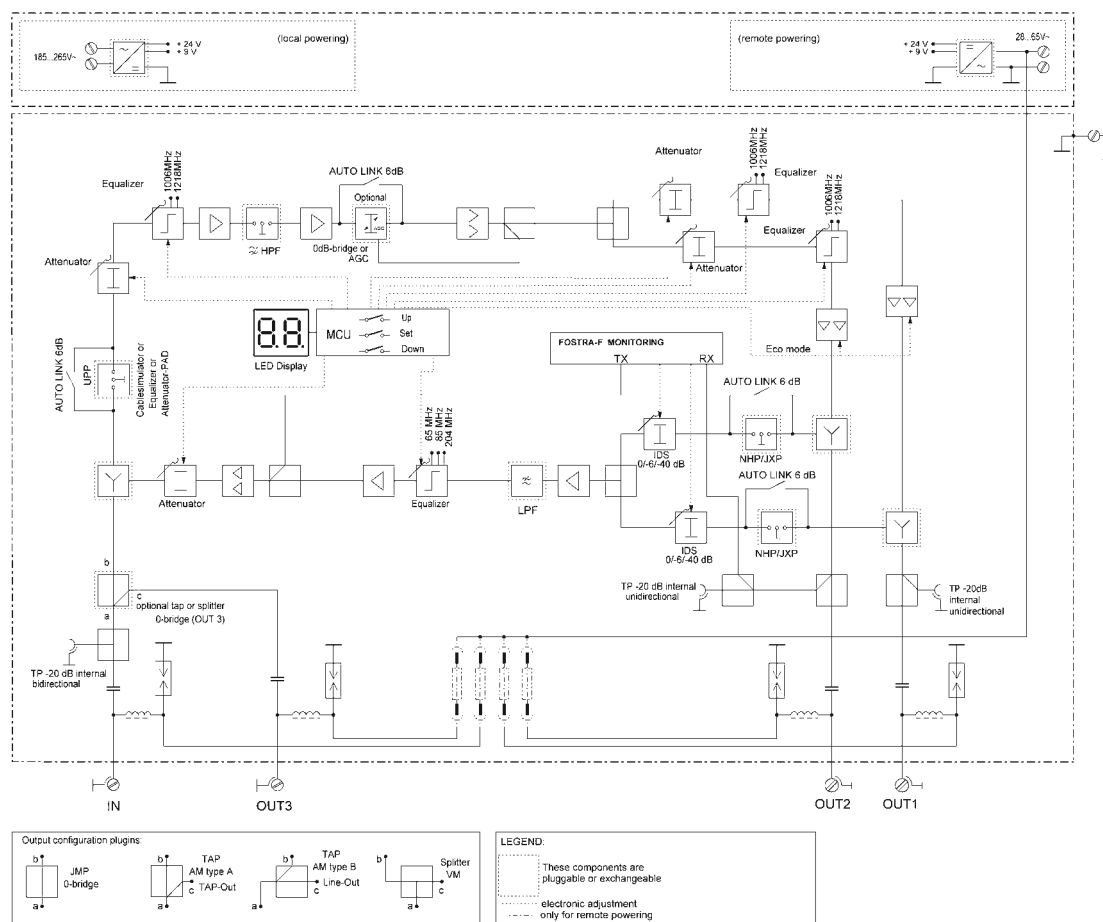 (local powering)
+ 24 V
+ 9 V
185...265V~
(remote powering)
28...65V~
+ 24 V
+ 9 V
Equalizer
1006MHz
1218MHz
AUTO LINK 6dB
Optional
AGC
HPF
0dB-bridge or
AGC
Attenuator
1006MHz
1218MHz
Equalizer
Equalizer
1006MHz
1218MHz
Attenuator
Attenuator
88
LED Display
MCU
Up
Set
Down
FOSTRA-F MONITORING
TX
RX
Eco mode
AUTO LINK 6dB
UPP
Cablesimulator or
Equalizer or
Attenuator-PAD
AUTO LINK 6 dB
65 MHz
85 MHz
204 MHz
IDS
0/-6/-40 dB
NHP/JXP
AUTO LINK 6 dB
Attenuator
Equalizer
LPF
IDS
0/-6/-40 dB
NHP/JXP
b
c
optional tap or splitter
0-bridge (OUT 3)
a
TP -20 dB internal
unidirectional
TP -20dB
internal
unidirectional
TP -20 dB internal
bidirectional
IN
OUT3
OUT2
OUT1
Output configuration plugins:
b
JMP
0-bridge
a
TAP
AM type A
b
c TAP-Out
a
TAP
AM type B
b
Line-Out
c
a
Splitter
VM
b
c
a
LEGEND:
These components are
pluggable or exchangeable
electronic adjustment
only for remote powering